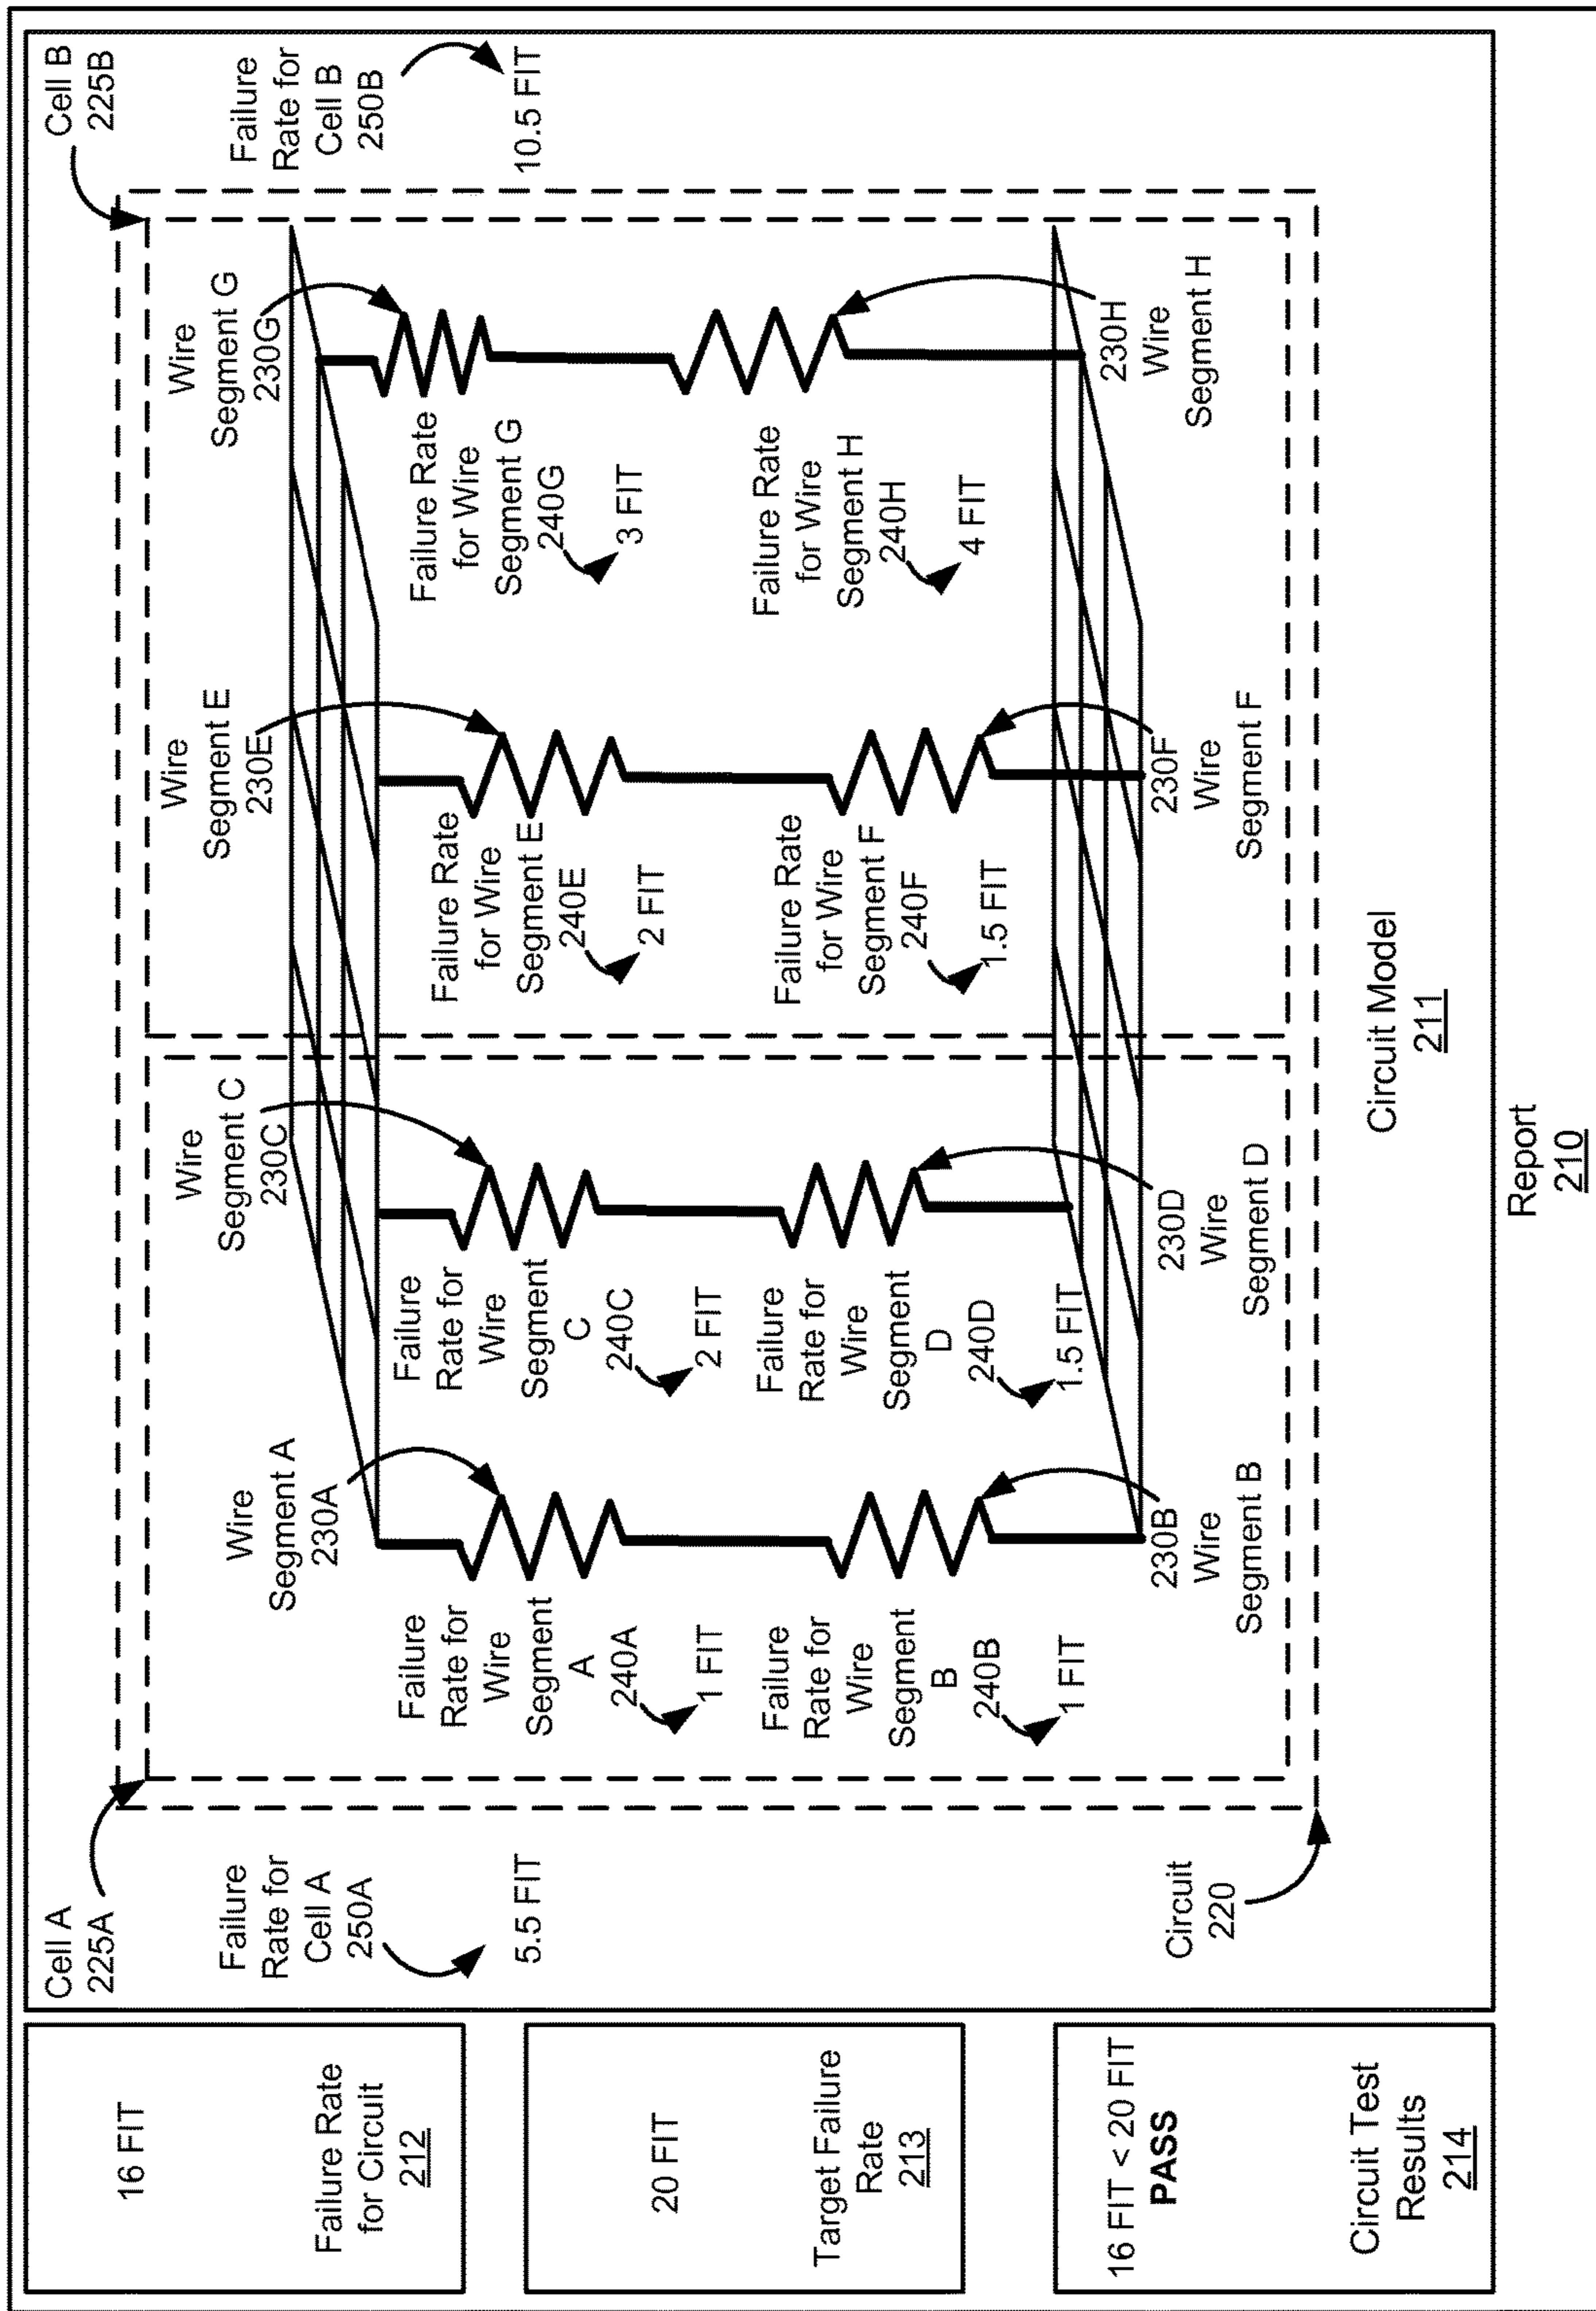 16 FIT
Failure Rate
for Circuit
212
20 FIT
Target Failure
Rate
213
16 FIT < 20 FIT
PASS
Circuit Test
Results
214
Cell A
225A
Failure
Rate for
Cell A
250A
5.5 FIT
Circuit
220
Wire
Segment A
230A
Failure
Rate for
Wire
Segment
A
240A
1 FIT
Failure
Rate for
Wire
Segment
B
240B
1 FIT
230B
Wire
Segment B
Wire
Segment C
230C
Failure
Rate for
Wire
Segment
C
240C
2 FIT
Failure
Rate for
Wire
Segment
D
240D
1.5 FIT
230D
Wire
Segment D
Wire
Segment E
230E
Failure Rate
for Wire
Segment E
240E
2 FIT
Failure Rate
for Wire
Segment F
240F
1.5 FIT
230F
Wire
Segment F
Wire
Segment G
230G
Failure Rate
for Wire
Segment G
240G
3 FIT
Failure Rate
for Wire
Segment H
240H
4 FIT
230H
Wire
Segment H
Cell B
225B
Failure
Rate for
Cell B
250B
10.5 FIT
Circuit Model
211
Report
210